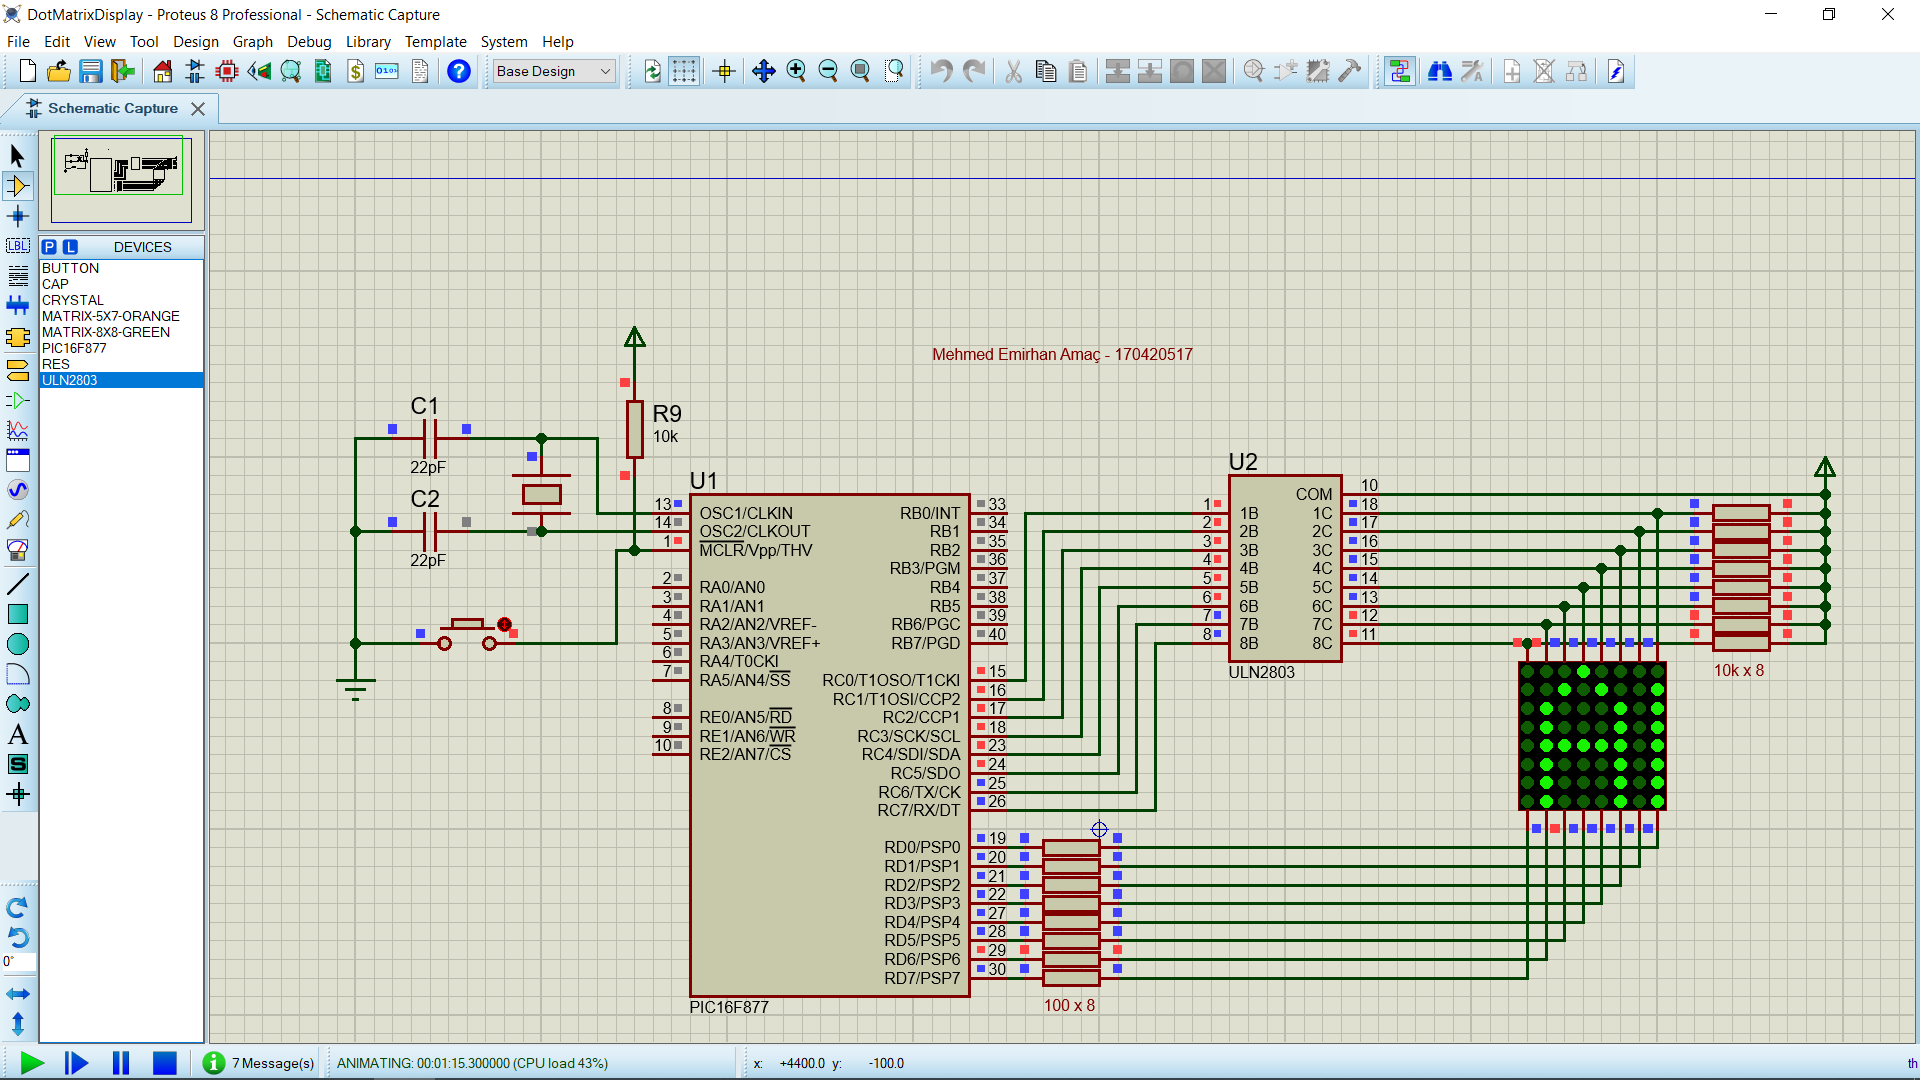 DotMatrixDisplay - Proteus 8 Professional - Schematic Capture
File Edit View Tool Design Graph Debug Library Template System Help
Base Design
Schematic Capture
P L DEVICES
BUTTON
CAP
CRYSTAL
MATRIX-5X7-ORANGE
MATRIX-8X8-GREEN
PIC16F877
RES
ULN2803
LBL
A
S
0°
Mehmed Emirhan Amaç - 170420517
C1
22pF
C2
22pF
R9
10k
U1
13 OSC1/CLKIN
14 OSC2/CLKOUT
1 MCLR/Vpp/THV
2 RA0/AN0
3 RA1/AN1
4 RA2/AN2/VREF-
5 RA3/AN3/VREF+
6 RA4/T0CKI
7 RA5/AN4/SS
8 RE0/AN5/RD
9 RE1/AN6/WR
10 RE2/AN7/CS
RB0/INT 33
RB1 34
RB2 35
RB3/PGM 36
RB4 37
RB5 38
RB6/PGC 39
RB7/PGD 40
RC0/T1OSO/T1CKI 15
RC1/T1OSI/CCP2 16
RC2/CCP1 17
RC3/SCK/SCL 18
RC4/SDI/SDA 23
RC5/SDO 24
RC6/TX/CK 25
RC7/RX/DT 26
RD0/PSP0 19
RD1/PSP1 20
RD2/PSP2 21
RD3/PSP3 22
RD4/PSP4 27
RD5/PSP5 28
RD6/PSP6 29
RD7/PSP7 30
PIC16F877
100 x 8
U2
COM 10
1 1B 1C 18
2 2B 2C 17
3 3B 3C 16
4 4B 4C 15
5 5B 5C 14
6 6B 6C 13
7 7B 7C 12
8 8B 8C 11
ULN2803
10k x 8
7 Message(s)
ANIMATING: 00:01:15.300000 (CPU load 43%)
x: +4400.0 y: -100.0
th